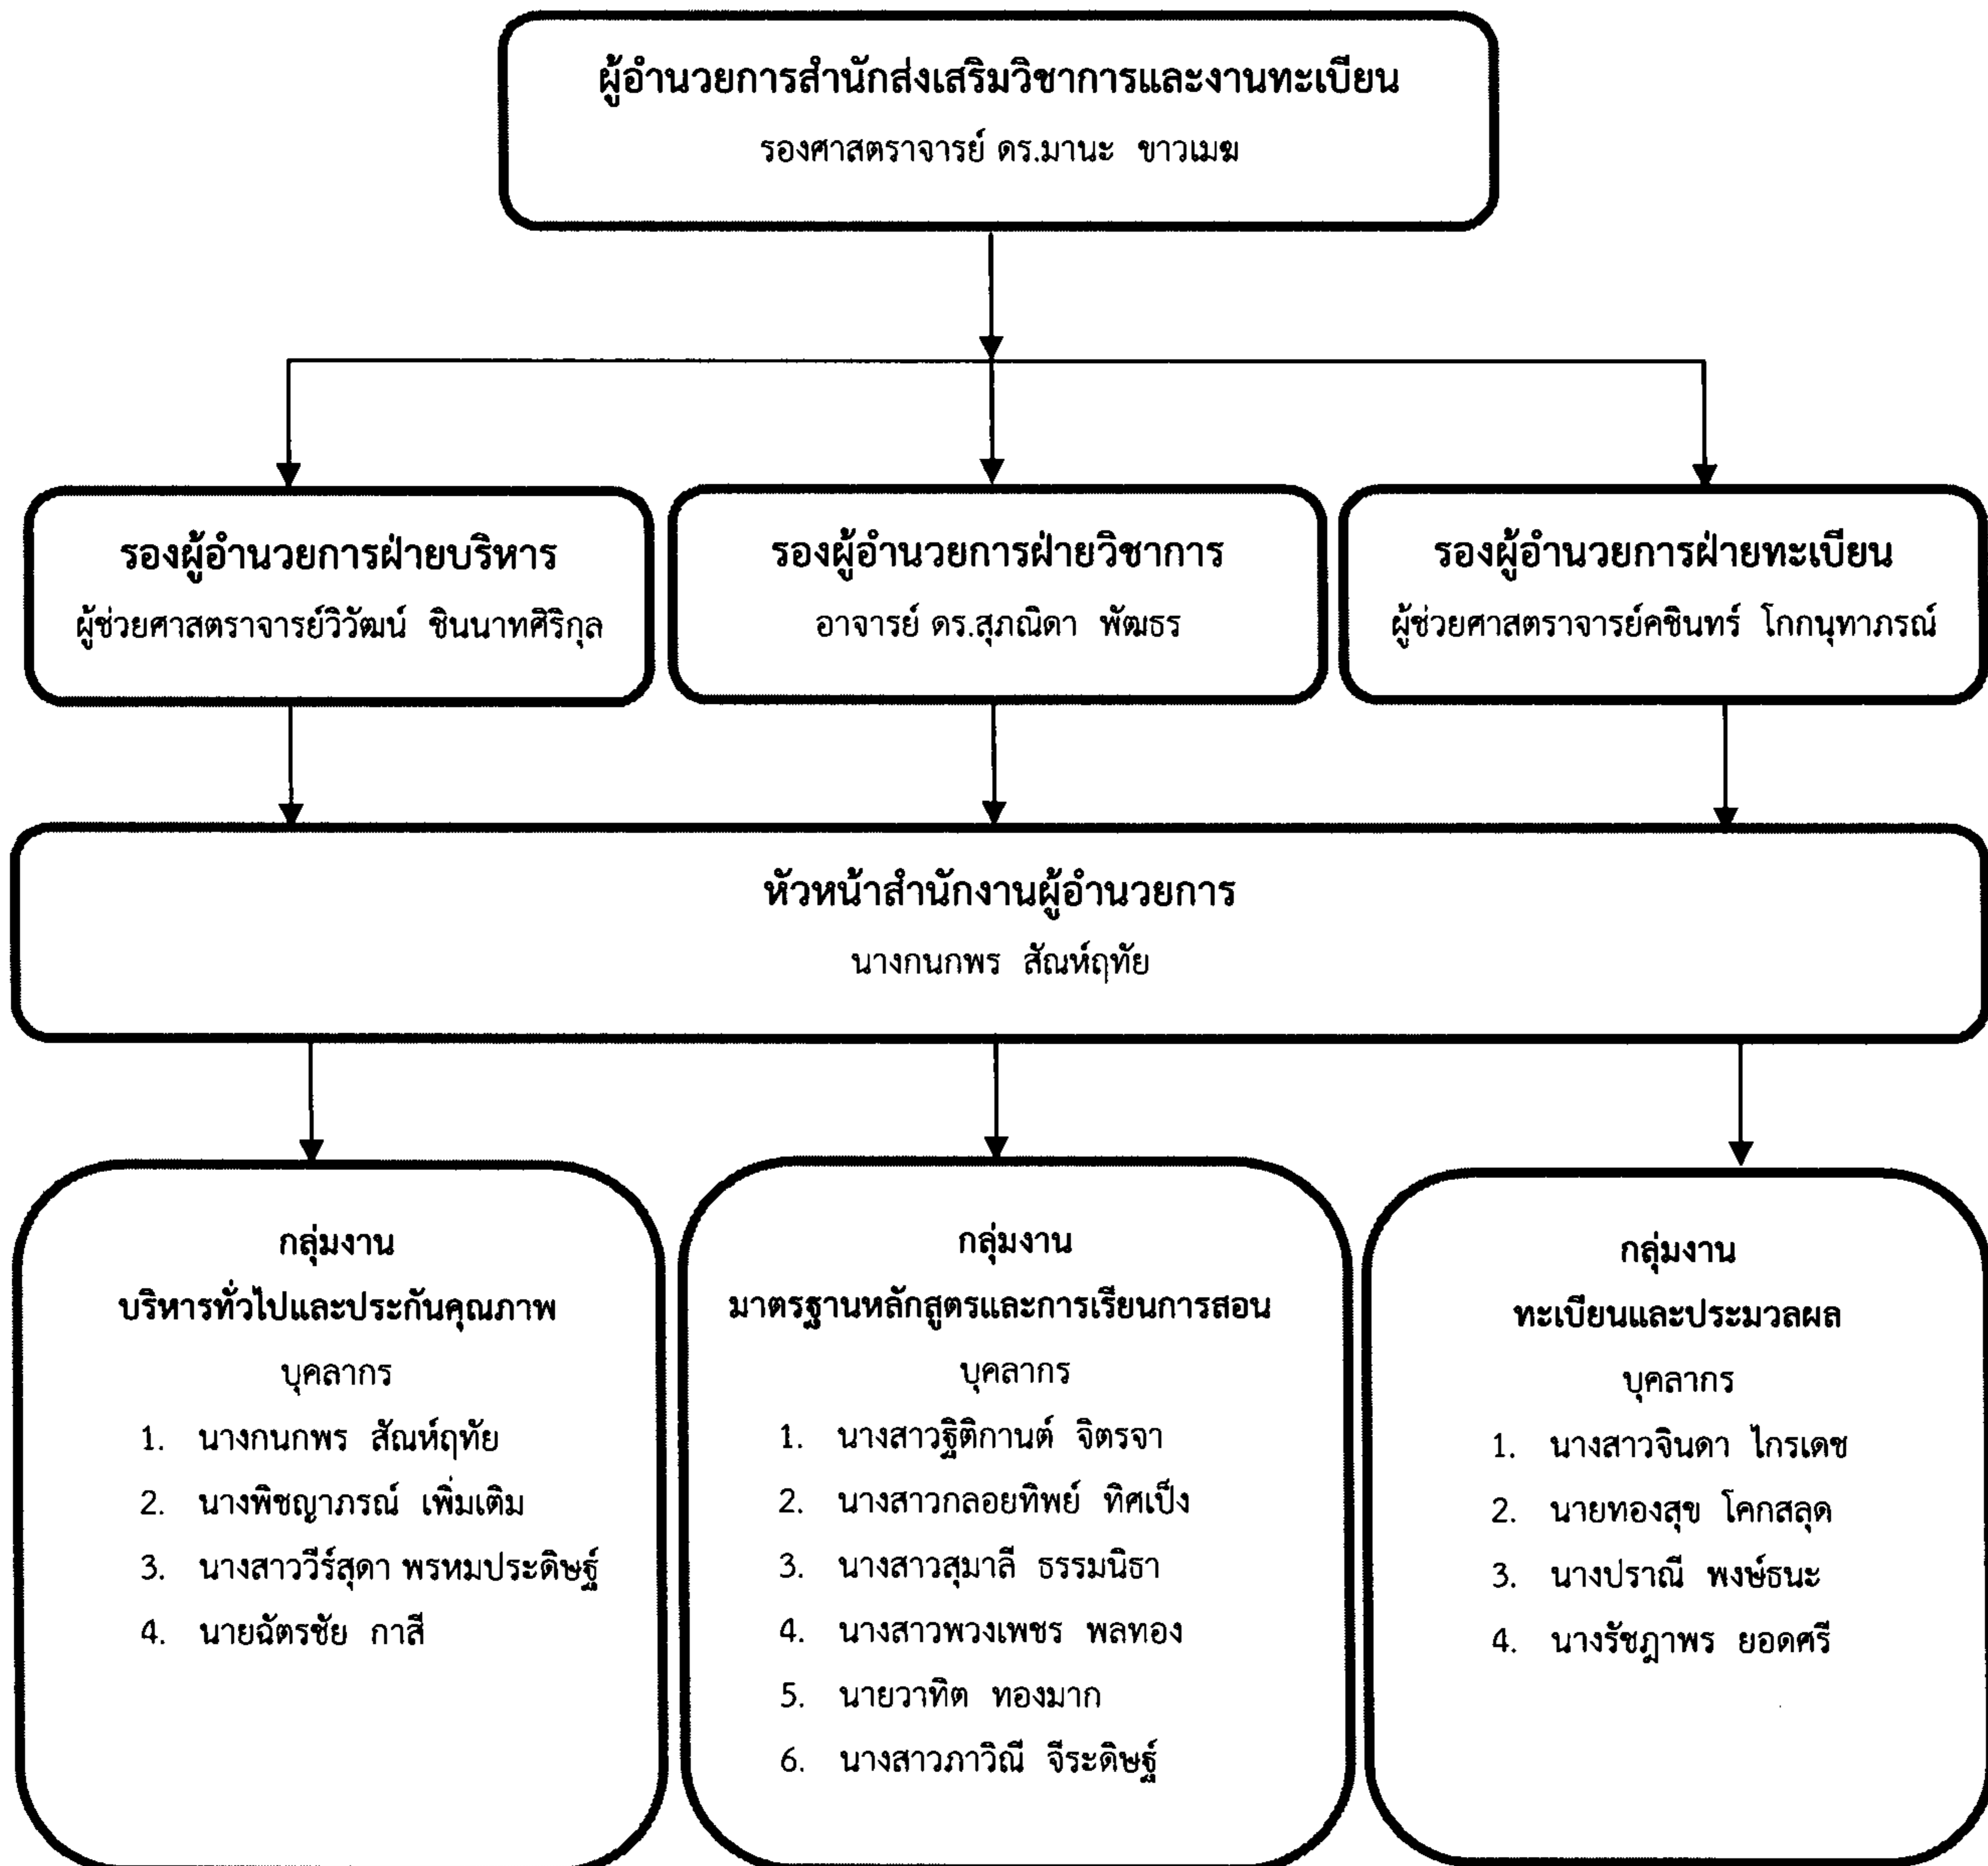 ผู้อำนวยการสำนักส่งเสริมวิชาการและงานทะเบียน
รองศาสตราจารย์ ดร.มานะ ขาวเมฆ
รองผู้อำนวยการฝ่ายบริหาร
ผู้ช่วยศาสตราจารย์วิวัฒน์ ชินนาทศิริกุล
รองผู้อำนวยการฝ่ายวิชาการ
อาจารย์ ดร.สุภณิดา พัฒธร
รองผู้อำนวยการฝ่ายทะเบียน
ผู้ช่วยศาสตราจารย์คชินทร์ โกกนุทาภรณ์
หัวหน้าสำนักงานผู้อำนวยการ
นางกนกพร สัณห์ฤทัย
กลุ่มงาน
บริหารทั่วไปและประกันคุณภาพ
บุคลากร
1. นางกนกพร สัณห์ฤทัย
2. นางพิชญาภรณ์ เพิ่มเติม
3. นางสาววีร์สุดา พรหมประดิษฐ์
4. นายฉัตรชัย กาสี
กลุ่มงาน
มาตรฐานหลักสูตรและการเรียนการสอน
บุคลากร
1. นางสาวฐิติกานต์ จิตรจา
2. นางสาวกลอยทิพย์ ทิศเป็ง
3. นางสาวสุมาลี ธรรมนิธา
4. นางสาวพวงเพชร พลทอง
5. นายวาทิต ทองมาก
6. นางสาวภาวิณี จีระดิษฐ์
กลุ่มงาน
ทะเบียนและประมวลผล
บุคลากร
1. นางสาวจินดา ไกรเดช
2. นายทองสุข โคกสลุด
3. นางปราณี พงษ์ธนะ
4. นางรัชฎาพร ยอดศรี